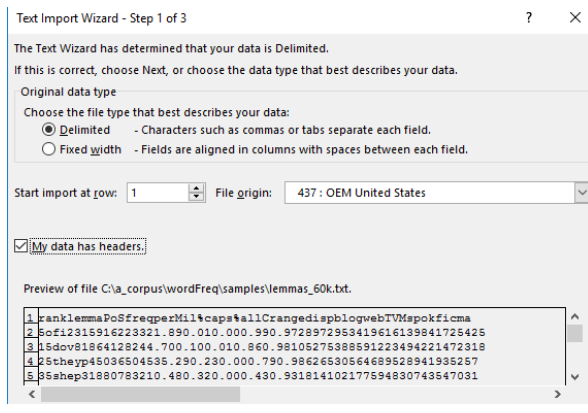 Text Import Wizard - Step 1 of 3
The Text Wizard has determined that your data is Delimited.
If this is correct, choose Next, or choose the data type that best describes your data.
Original data type
Choose the file type that best describes your data:
Delimited - Characters such as commas or tabs separate each field.
Fixed width - Fields are aligned in columns with spaces between each field.
Start import at row: 1 File origin: 437 : OEM United States
My data has headers.
Preview of file C:\a_corpus\wordFreq\samples\lemmas_60k.txt.
1 ranklemmaPoSfreqperMil%caps%allCrangedispblogwebTVMspokficma
2 5ofi2315916223321.890.010.000.990.9728972953419616139841725425
3 15dov81864128244.700.100.010.860.98105275388591223494221472318
4 25theyp45036504535.290.230.000.790.986265305646895289419352 57
5 35shep31880783210.480.320.000.430.931814102177594830743547031